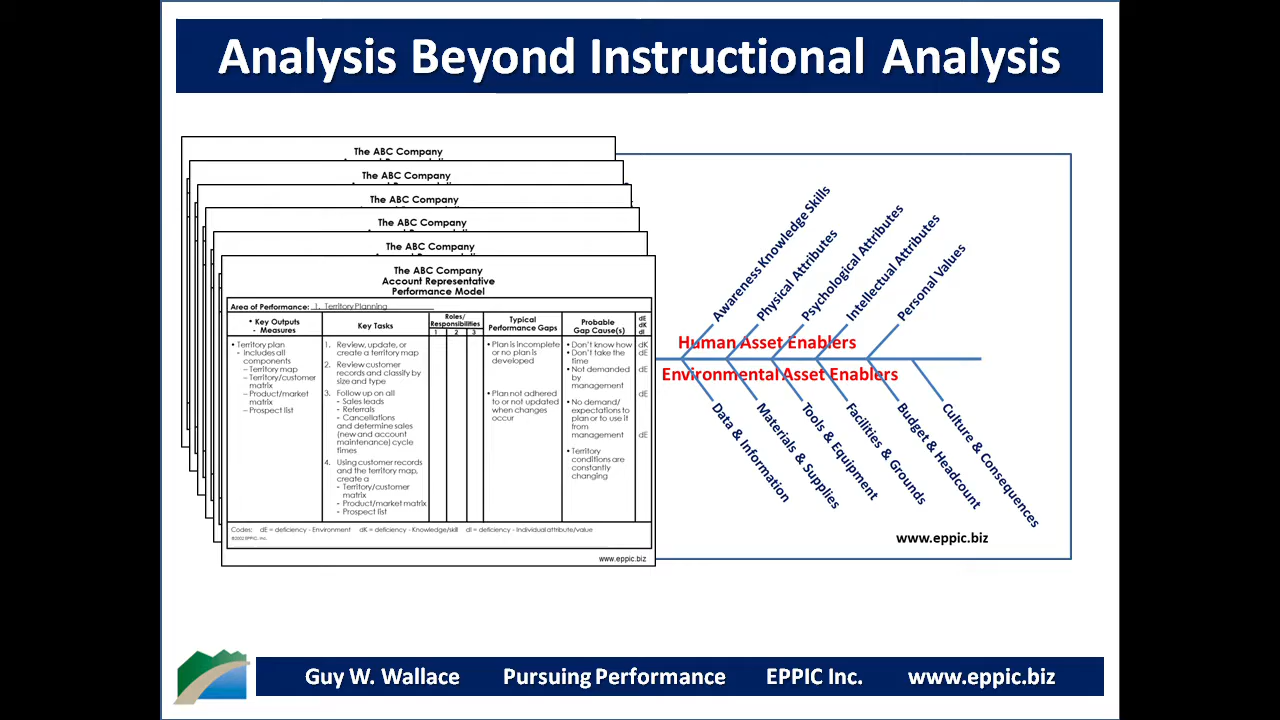 Analysis Beyond Instructional Analysis
The ABC Company
The ABC Company
The ABC Company
The ABC Company
The ABC Company
The ABC Company
Account Representative
Performance Model
Area of Performance: 1. Territory Planning
• Key Outputs
- Measures
Key Tasks
Roles/
Responsibilities
1 2 3
Typical
Performance Gaps
Probable
Gap Cause(s)
dE
dK
dI
• Territory plan
- Includes all
components
– Territory map
– Territory/customer
matrix
– Product/market
matrix
– Prospect list
1. Review, update, or
create a territory map
2. Review customer
records and classify by
size and type
3. Follow up on all
- Sales leads
- Referrals
- Cancellations
and determine sales
(new and account
maintenance) cycle
times
4. Using customer records
and the territory map,
create a
- Territory/customer
matrix
- Product/market matrix
- Prospect list
• Plan is incomplete
or no plan is
developed
• Plan not adhered
to or not updated
when changes
occur
• Don't know how
• Don't take the
time
• Not demanded
by
management
• No demand/
expectations to
plan or to use it
from
management
• Territory
conditions are
constantly
changing
dK
dE
dE
dE
dE
Codes: dE = deficiency - Environment dK = deficiency - Knowledge/skill dI = deficiency - Individual attribute/value
©2002 EPPIC, Inc.
www.eppic.biz
Awareness Knowledge Skills
Physical Attributes
Psychological Attributes
Intellectual Attributes
Personal Values
Human Asset Enablers
Environmental Asset Enablers
Data & Information
Materials & Supplies
Tools & Equipment
Facilities & Grounds
Budget & Headcount
Culture & Consequences
www.eppic.biz
Guy W. Wallace Pursuing Performance EPPIC Inc. www.eppic.biz